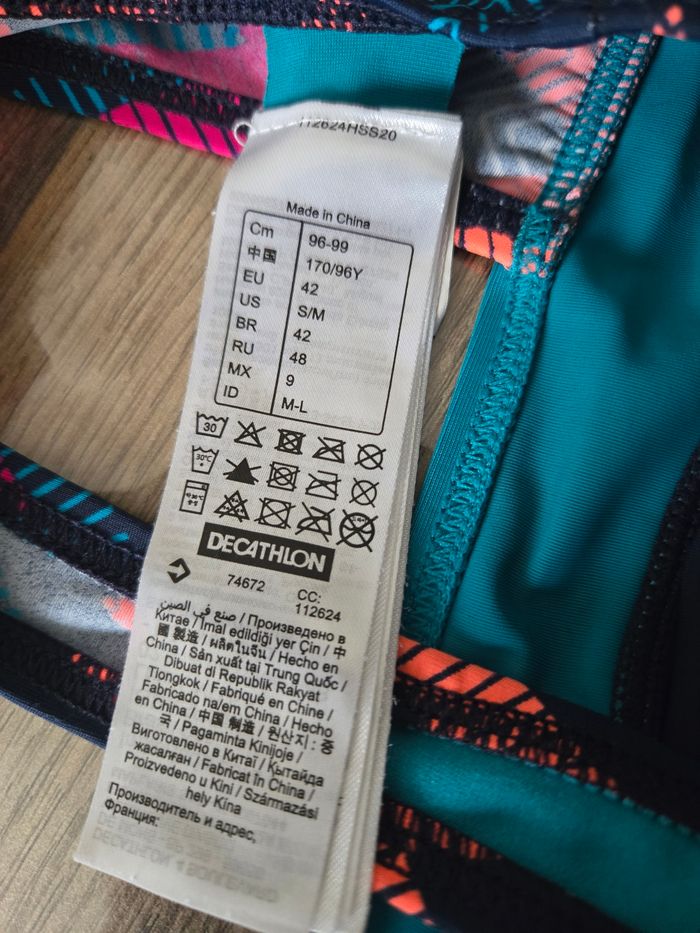 112624HSS20
Made in China
Cm 96-99
中国 170/96Y
EU 42
US S/M
BR 42
RU 48
MX 9
ID M-L
30
30°C
DECATHLON
74672 CC:
112624
صنع في الصين / Произведено в
Китае / İmal edildiği yer Çin / 中
國 製造 / ผลิตในจีน / Hecho en
China / Sản xuất tại Trung Quốc /
Dibuat di Republik Rakyat
Tiongkok / Fabriqué en Chine /
Fabricado na/em China / Hecho
en China / 中国 制造 / 원산지 : 중
국 / Pagaminta Kinijoje /
Виготовлено в Китаї / Қытайда
жасалған / Fabricat în China /
Proizvedeno u Kini / Származási
hely Kína
Производитель и адрес,
Франция: